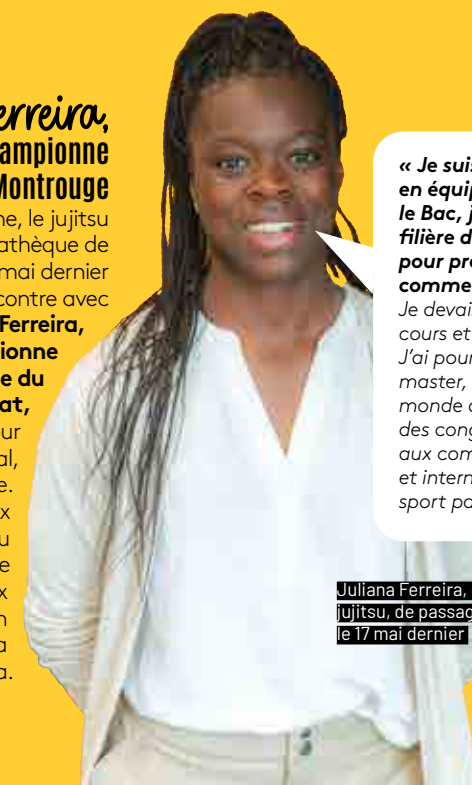 erreira,
ampionne
Montrouge
ne, le jujitsu
athèque de
mai dernier
contre avec
Ferreira,
ionne
e du
at,
ur
al,
e.
x
u
e
x
n
a
a.
« Je suis
en équip
le Bac, j
filière d
pour pr
comme
Je devai
cours et
J'ai pour
master,
monde d
des cong
aux com
et intern
sport pa
Juliana Ferreira,
jujitsu, de passag
le 17 mai dernier